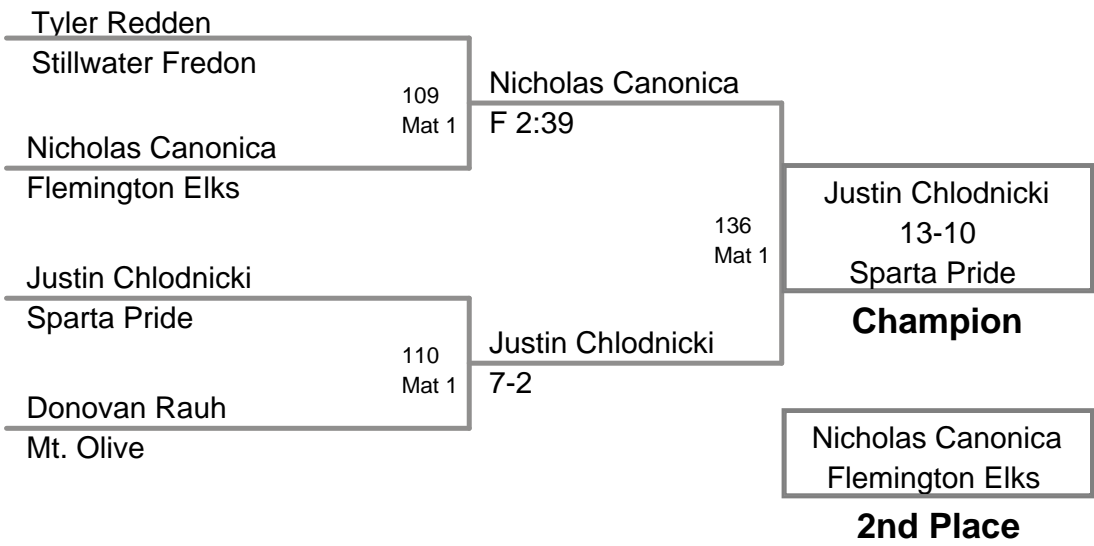 Tyler Redden
Stillwater Fredon
109
Mat 1
Nicholas Canonica
F 2:39
Nicholas Canonica
Flemington Elks
136
Mat 1
Justin Chlodnicki
13-10
Sparta Pride
Champion
Justin Chlodnicki
Sparta Pride
110
Mat 1
Justin Chlodnicki
7-2
Donovan Rauh
Mt. Olive
Nicholas Canonica
Flemington Elks
2nd Place